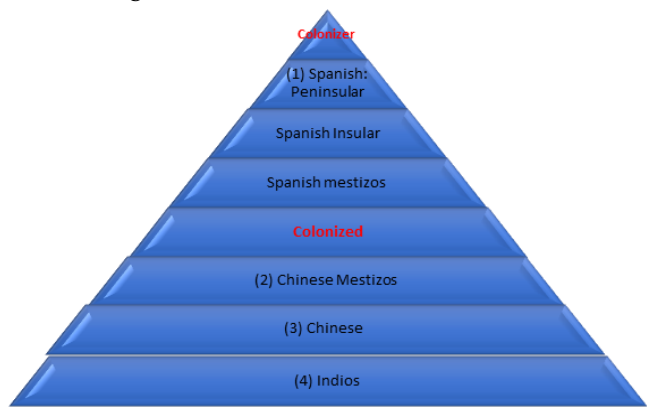 Colonizer
(1) Spanish:
Peninsular
Spanish Insular
Spanish mestizos
Colonized
(2) Chinese Mestizos
(3) Chinese
(4) Indios